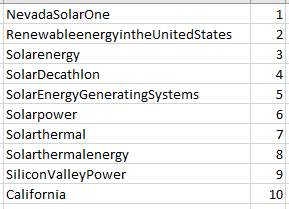 NevadaSolarOne 1
RenewableenergyintheUnitedStates 2
Solarenergy 3
SolarDecathlon 4
SolarEnergyGeneratingSystems 5
Solarpower 6
Solarthermal 7
Solarthermalenergy 8
SiliconValleyPower 9
California 10